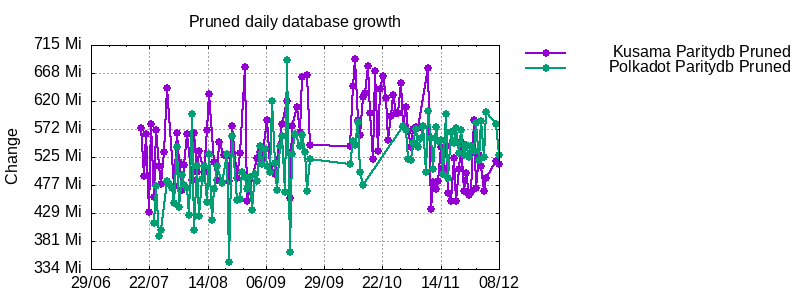 Pruned daily database growth
715 Mi
668 Mi
620 Mi
572 Mi
525 Mi
477 Mi
429 Mi
381 Mi
334 Mi
Change
29/06 22/07 14/08 06/09 29/09 22/10 14/11 08/12
Kusama Paritydb Pruned
Polkadot Paritydb Pruned